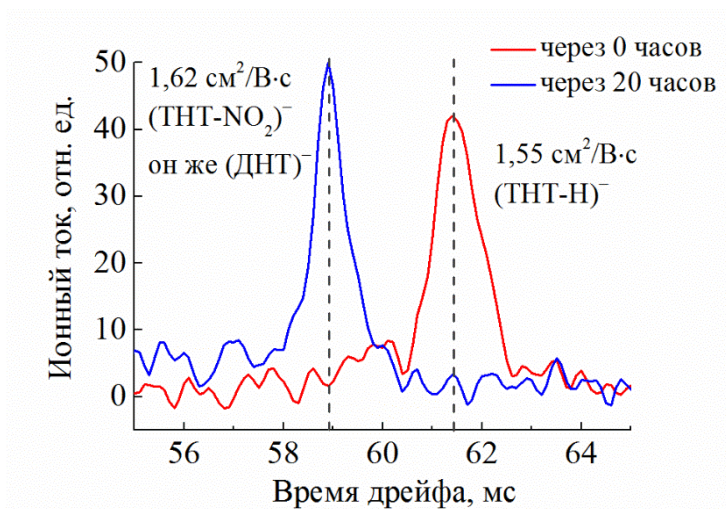 через 0 часов
через 20 часов
1,62 см²/В·с
(ТНТ-NO₂)⁻
он же (ДНТ)⁻
1,55 см²/В·с
(ТНТ-Н)⁻
Ионный ток, отн. ед.
50
40
30
20
10
0
56 58 60 62 64
Время дрейфа, мс